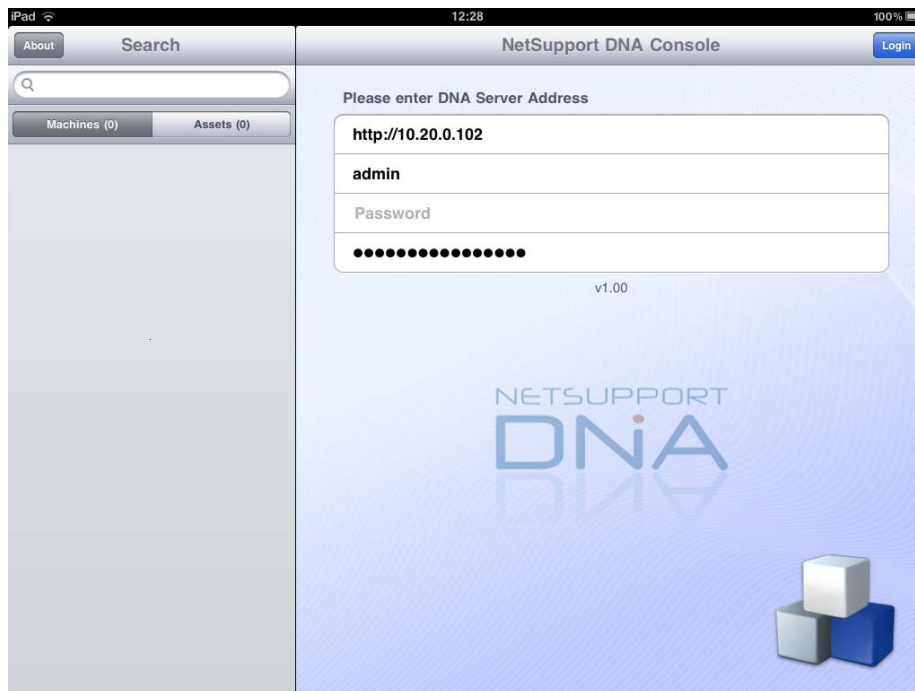 iPad 12:28 100%
About Search NetSupport DNA Console Login
Machines (0) Assets (0)
Please enter DNA Server Address
http://10.20.0.102
admin
Password
••••••••••••••••
v1.00
NETSUPPORT
DNA